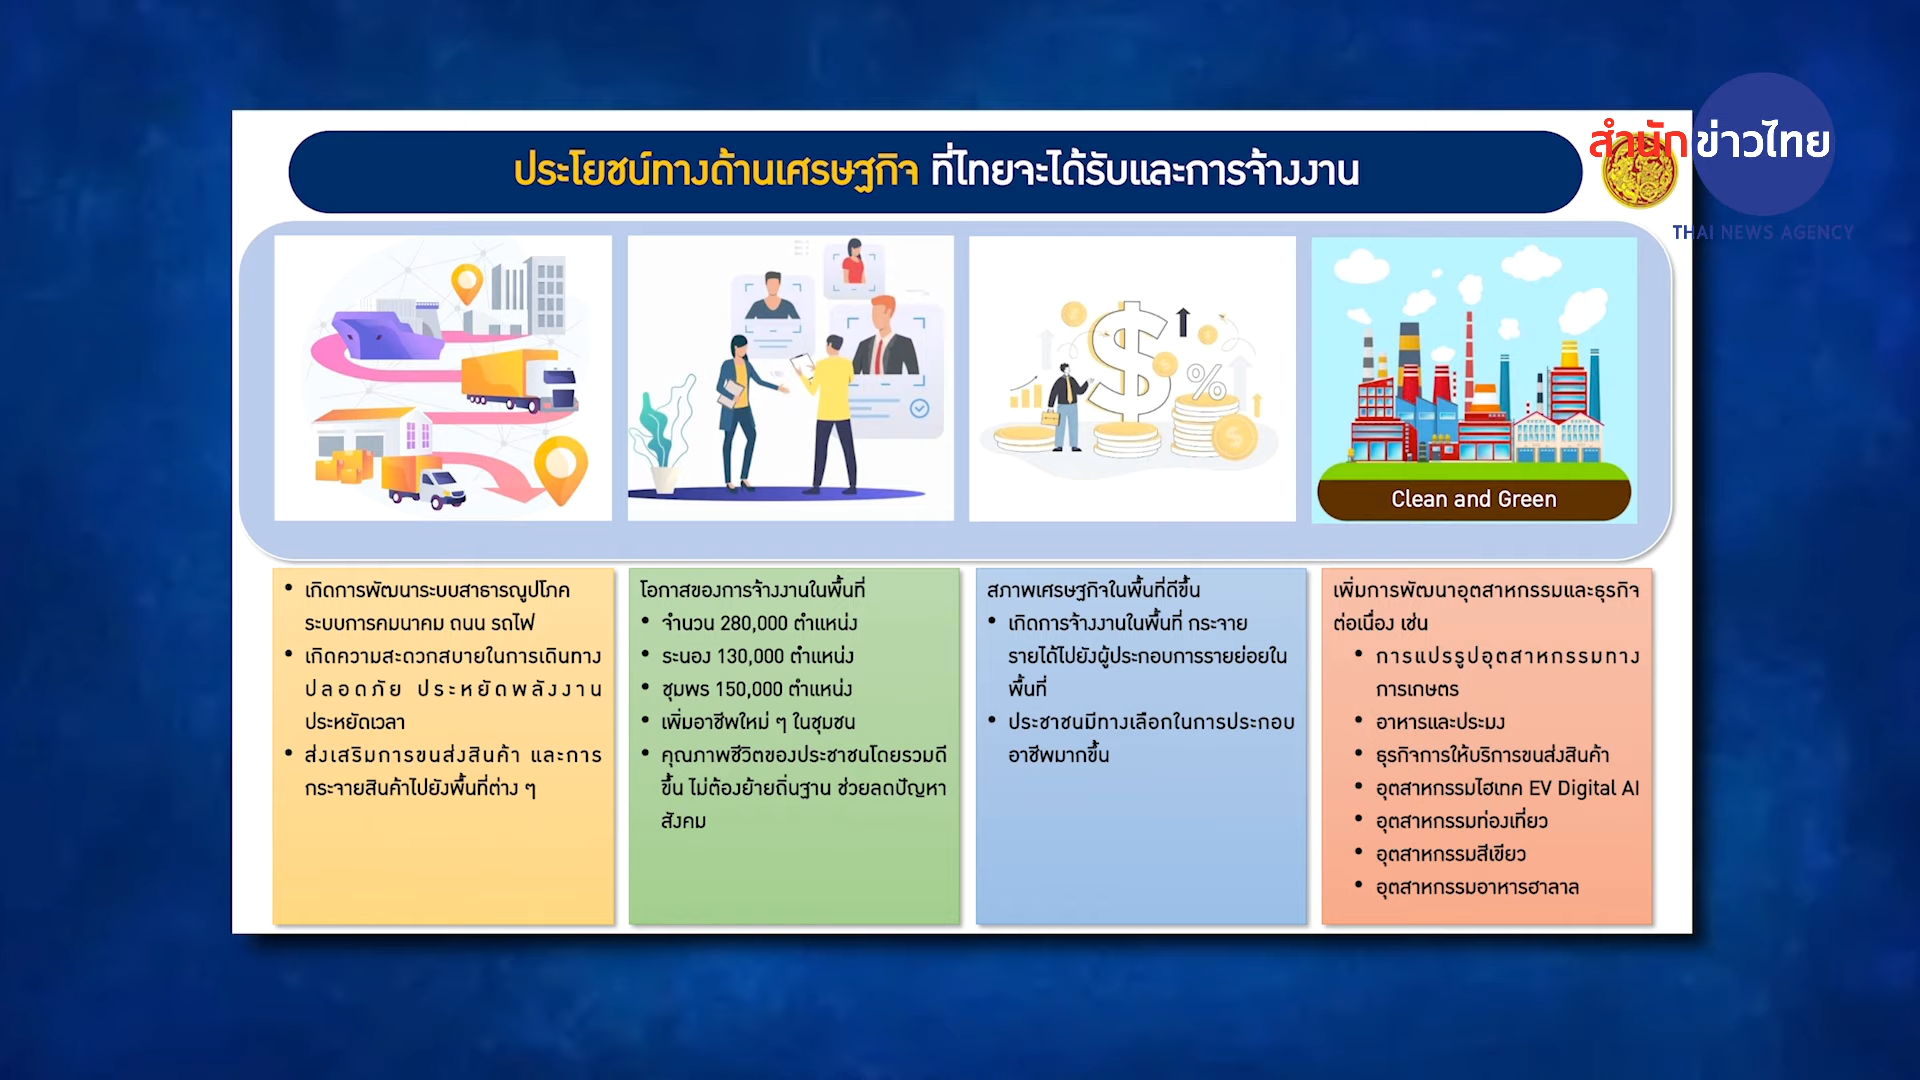 สำนักข่าวไทย
THAI NEWS AGENCY
ประโยชน์ทางด้านเศรษฐกิจ ที่ไทยจะได้รับและการจ้างงาน
Clean and Green
• เกิดการพัฒนาระบบสาธารณูปโภค
ระบบการคมนาคม ถนน รถไฟ
• เกิดความสะดวกสบายในการเดินทาง
ปลอดภัย ประหยัดพลังงาน
ประหยัดเวลา
• ส่งเสริมการขนส่งสินค้า และการ
กระจายสินค้าไปยังพื้นที่ต่าง ๆ
โอกาสของการจ้างงานในพื้นที่
• จำนวน 280,000 ตำแหน่ง
• ระนอง 130,000 ตำแหน่ง
• ชุมพร 150,000 ตำแหน่ง
• เพิ่มอาชีพใหม่ ๆ ในชุมชน
• คุณภาพชีวิตของประชาชนโดยรวมดี
ขึ้น ไม่ต้องย้ายถิ่นฐาน ช่วยลดปัญหา
สังคม
สภาพเศรษฐกิจในพื้นที่ดีขึ้น
• เกิดการจ้างงานในพื้นที่ กระจาย
รายได้ไปยังผู้ประกอบการรายย่อยใน
พื้นที่
• ประชาชนมีทางเลือกในการประกอบ
อาชีพมากขึ้น
เพิ่มการพัฒนาอุตสาหกรรมและธุรกิจ
ต่อเนื่อง เช่น
• การแปรรูปอุตสาหกรรมทาง
การเกษตร
• อาหารและประมง
• ธุรกิจการให้บริการขนส่งสินค้า
• อุตสาหกรรมไฮเทค EV Digital AI
• อุตสาหกรรมท่องเที่ยว
• อุตสาหกรรมสีเขียว
• อุตสาหกรรมอาหารฮาลาล